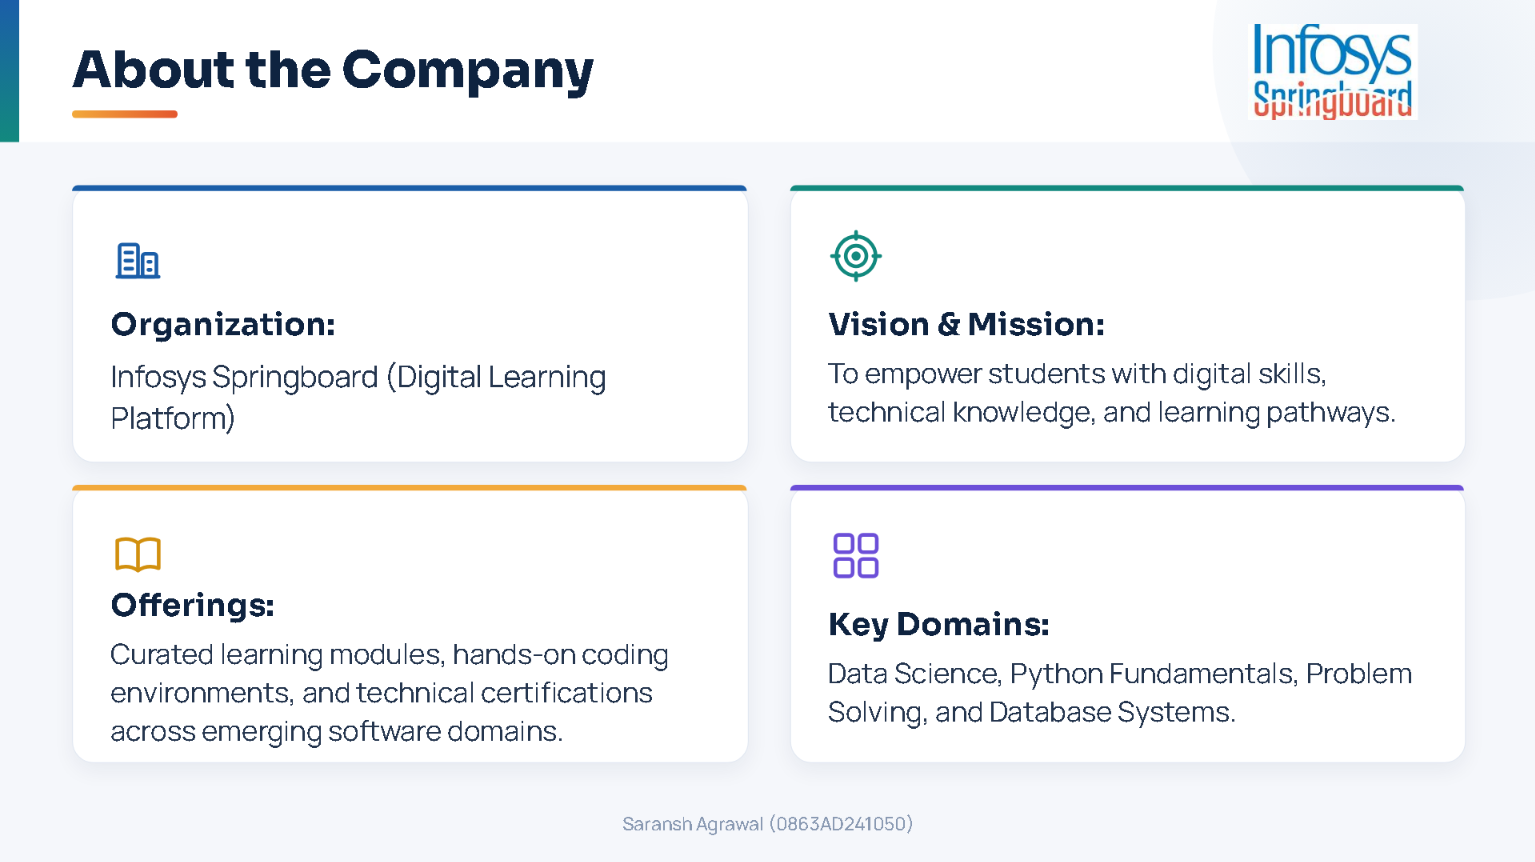 About the Company
Infosys
Springboard
Organization:
Infosys Springboard (Digital Learning
Platform)
Vision & Mission:
To empower students with digital skills,
technical knowledge, and learning pathways.
Offerings:
Curated learning modules, hands-on coding
environments, and technical certifications
across emerging software domains.
Key Domains:
Data Science, Python Fundamentals, Problem
Solving, and Database Systems.
Saransh Agrawal (0863AD241050)